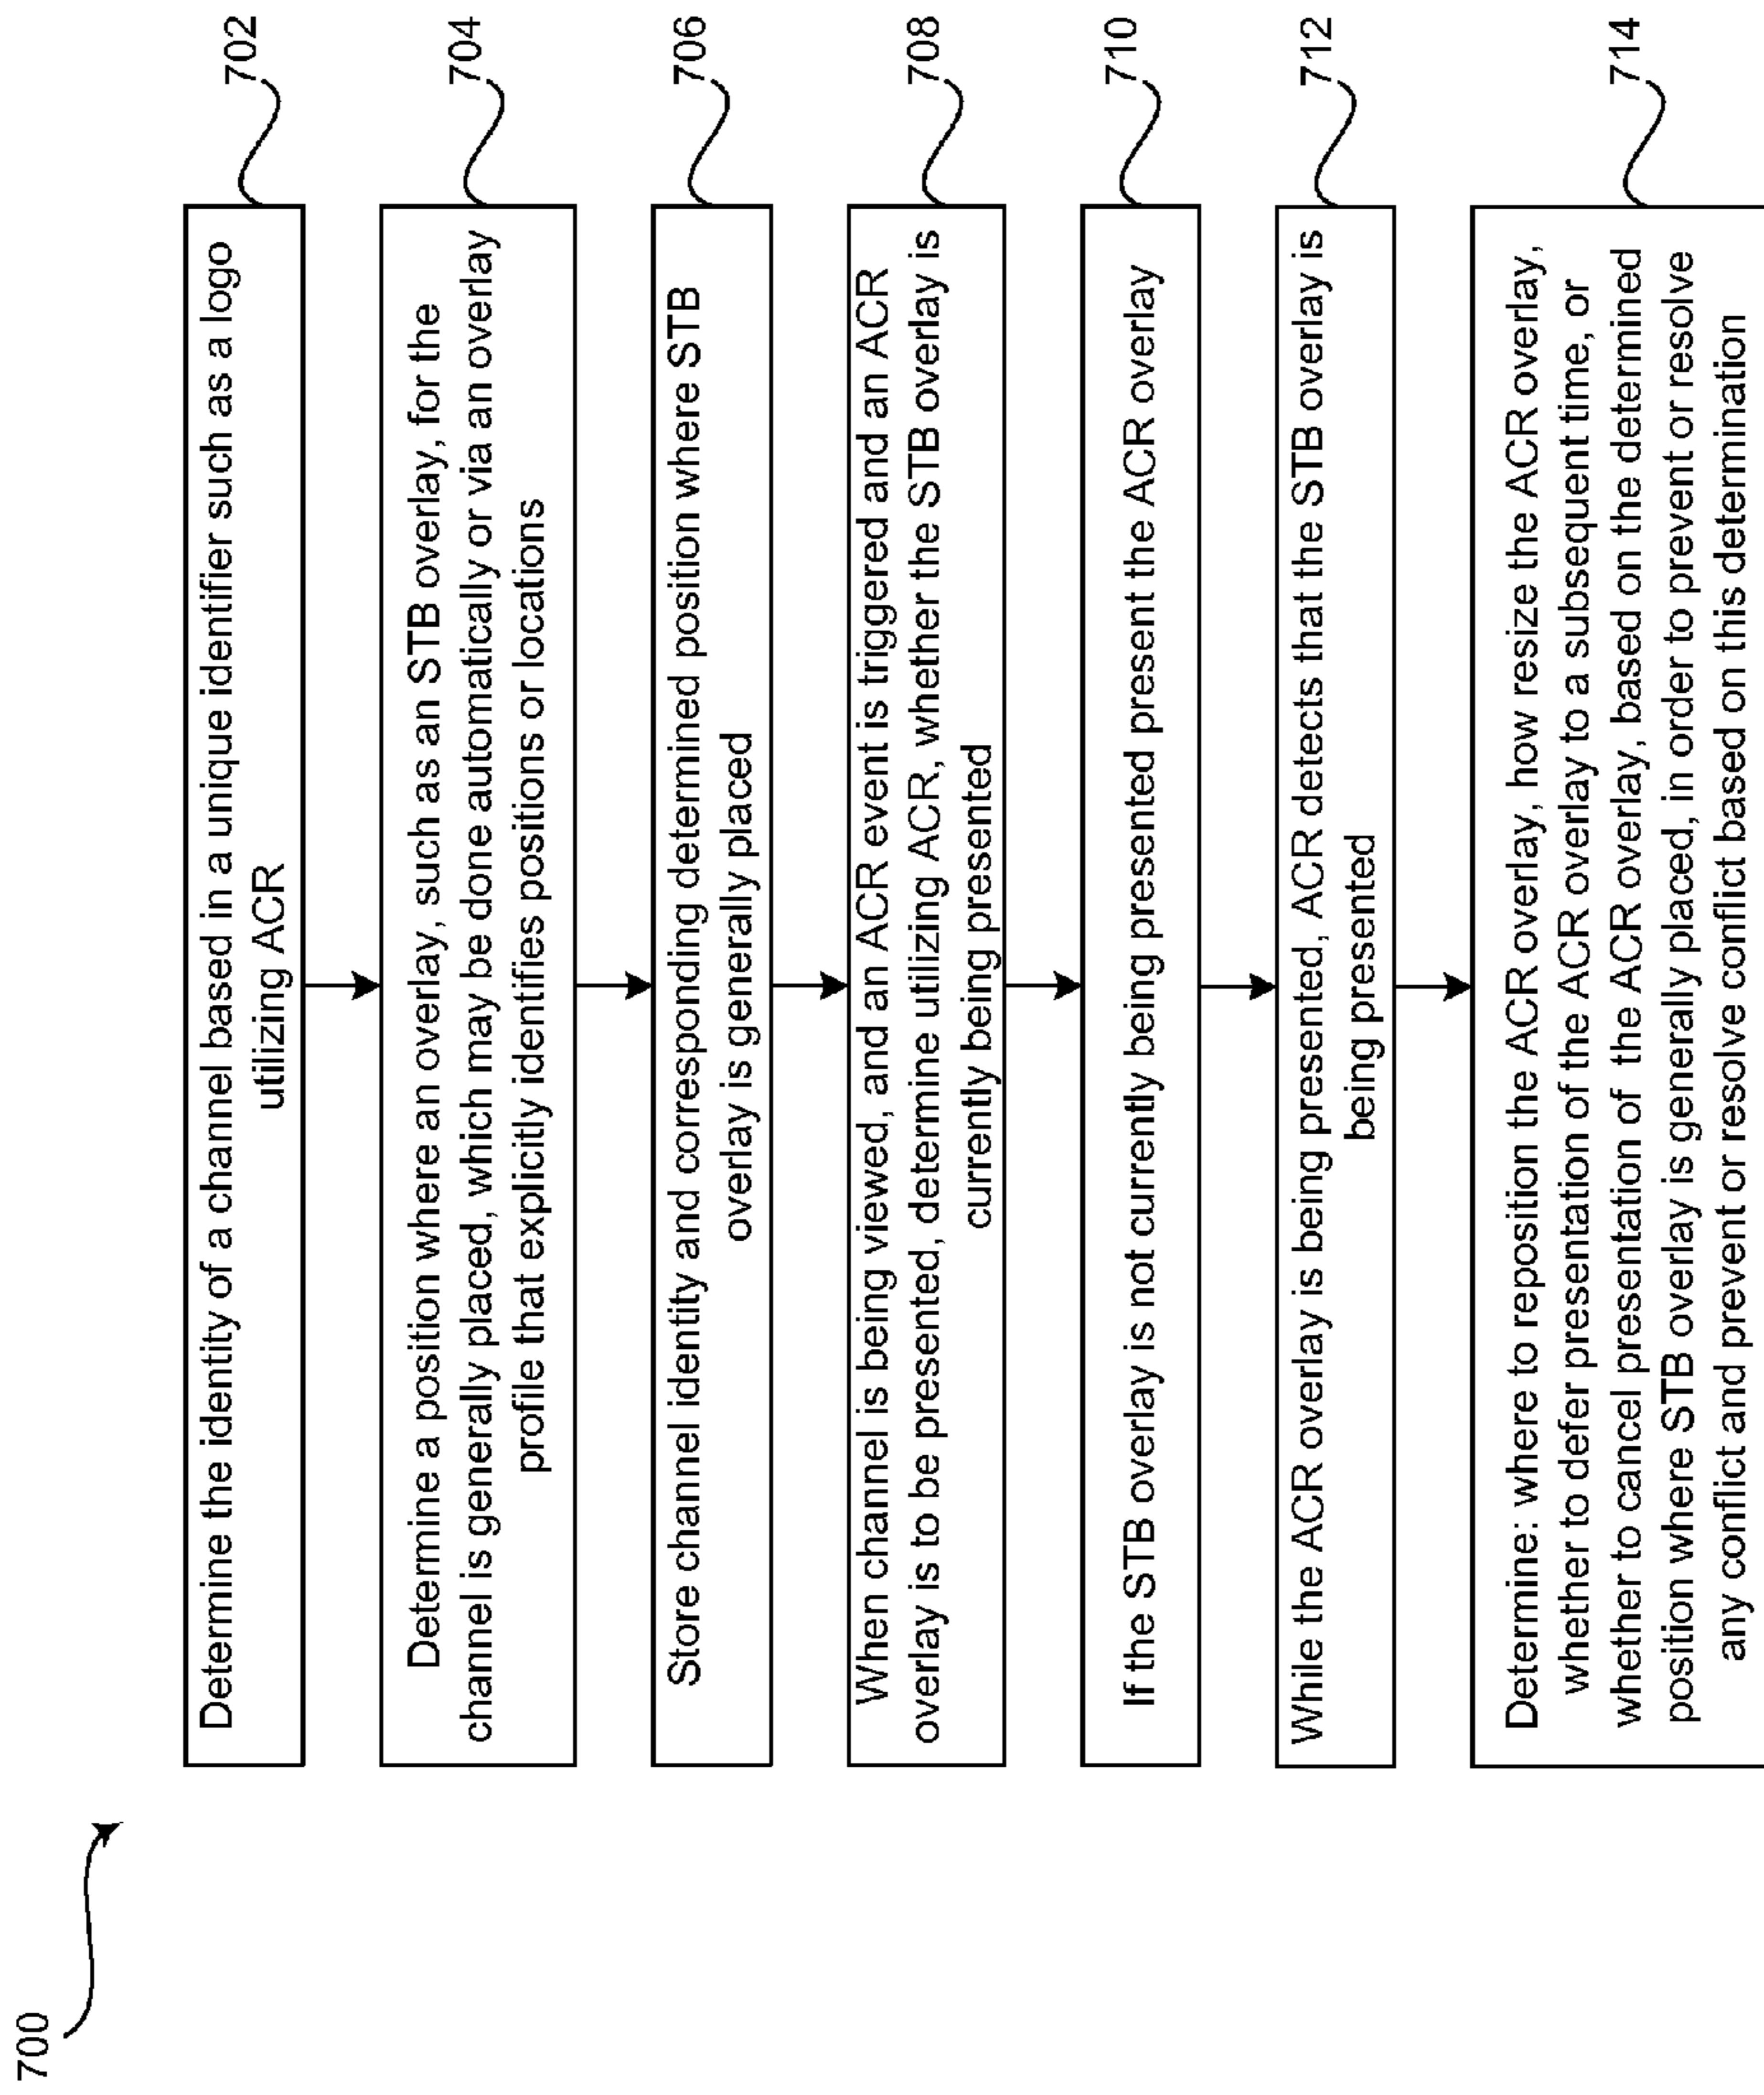 700
Determine the identity of a channel based in a unique identifier such as a logo
utilizing ACR
702
Determine a position where an overlay, such as an STB overlay, for the
channel is generally placed, which may be done automatically or via an overlay
profile that explicitly identifies positions or locations
704
Store channel identity and corresponding determined position where STB
overlay is generally placed
706
When channel is being viewed, and an ACR event is triggered and an ACR
overlay is to be presented, determine utilizing ACR, whether the STB overlay is
currently being presented
708
If the STB overlay is not currently being presented present the ACR overlay
710
While the ACR overlay is being presented, ACR detects that the STB overlay is
being presented
712
Determine: where to reposition the ACR overlay, how resize the ACR overlay,
whether to defer presentation of the ACR overlay to a subsequent time, or
whether to cancel presentation of the ACR overlay, based on the determined
position where STB overlay is generally placed, in order to prevent or resolve
any conflict and prevent or resolve conflict based on this determination
714